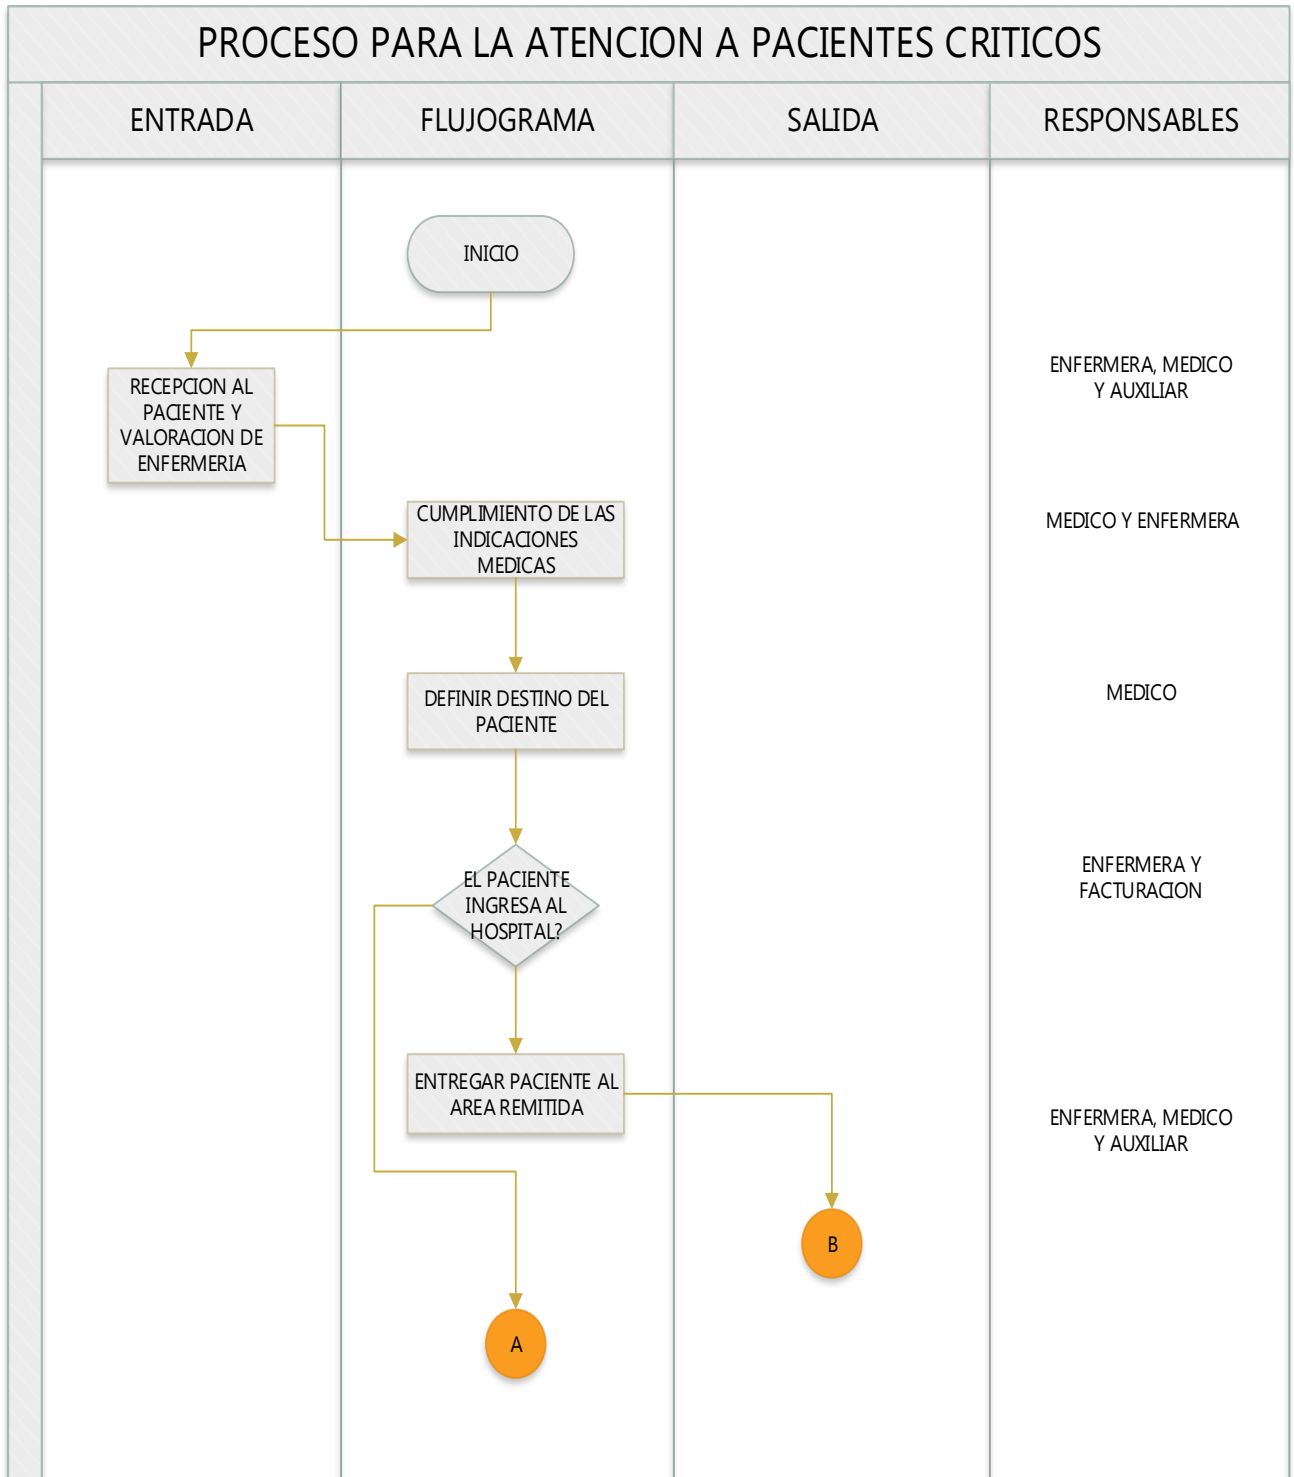 PROCESO PARA LA ATENCION A PACIENTES CRITICOS
ENTRADA
FLUJOGRAMA
SALIDA
RESPONSABLES
INICIO
RECEPCION AL
PACIENTE Y
VALORACION DE
ENFERMERIA
ENFERMERA, MEDICO
Y AUXILIAR
CUMPLIMIENTO DE LAS
INDICACIONES
MEDICAS
MEDICO Y ENFERMERA
DEFINIR DESTINO DEL
PACIENTE
MEDICO
EL PACIENTE
INGRESA AL
HOSPITAL?
ENFERMERA Y
FACTURACION
ENTREGAR PACIENTE AL
AREA REMITIDA
ENFERMERA, MEDICO
Y AUXILIAR
B
A